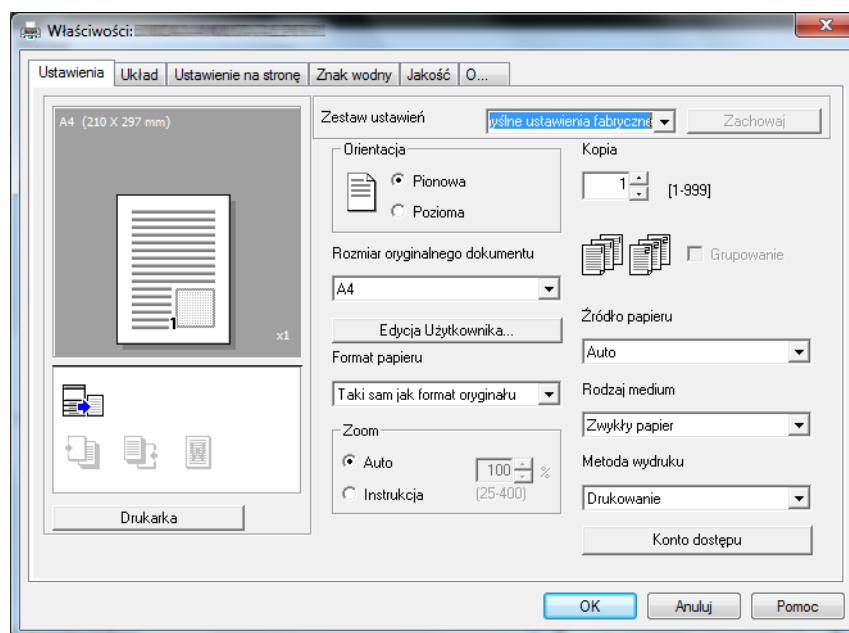 Właściwości:
Ustawienia Układ Ustawienie na stronę Znak wodny Jakość O...
A4 (210 X 297 mm)
1
x1
Drukarka
Zestaw ustawień ustawienia fabryczne Zachowaj
Orientacja
Pionowa
Pozioma
Rozmiar oryginalnego dokumentu
A4
Edycja Użytkownika...
Format papieru
Taki sam jak format oryginału
Zoom
Auto
Instrukcja
100 %
(25-400)
Kopia
1 [1-999]
Grupowanie
Źródło papieru
Auto
Rodzaj medium
Zwykły papier
Metoda wydruku
Drukowanie
Konto dostępu
OK Anuluj Pomoc